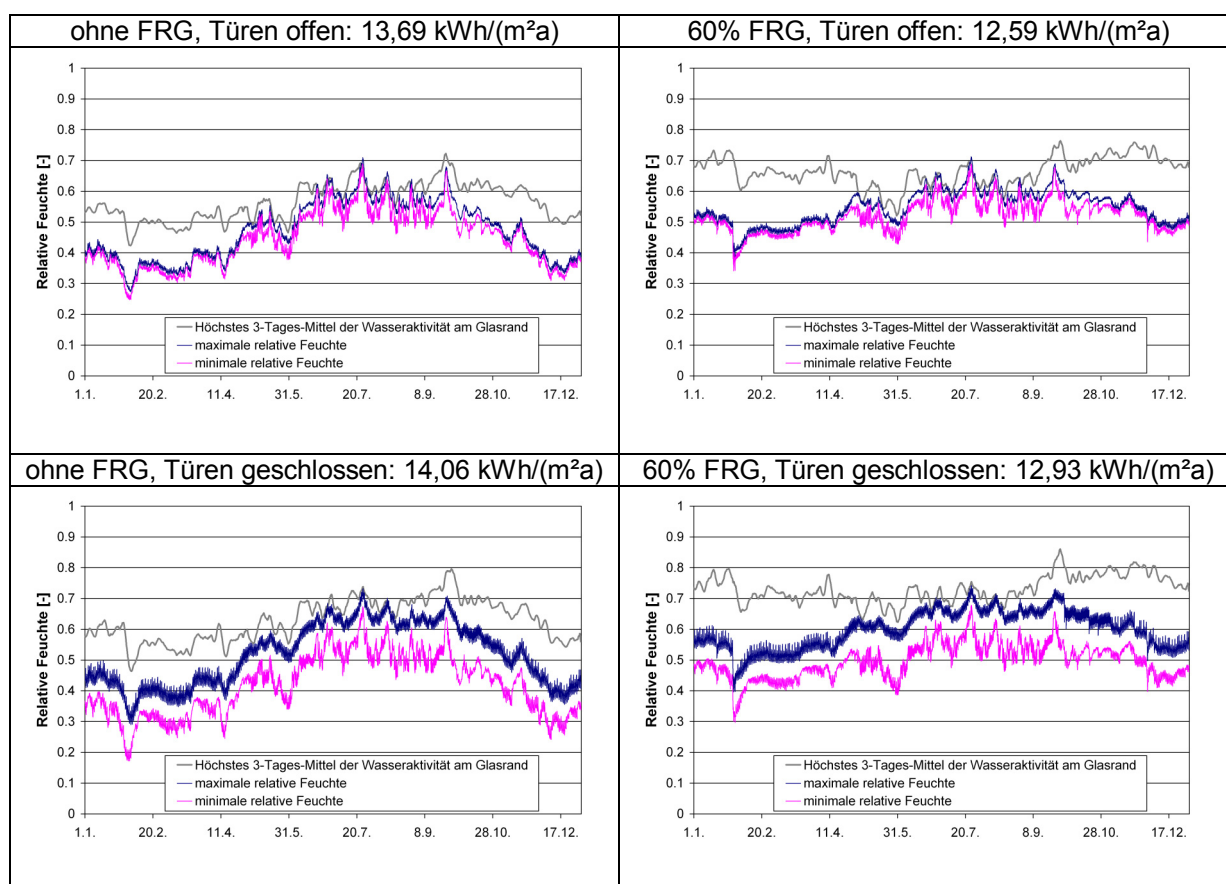 ohne FRG, Türen offen: 13,69 kWh/(m²a)
60% FRG, Türen offen: 12,59 kWh/(m²a)
Relative Feuchte [-]
1
0.9
0.8
0.7
0.6
0.5
0.4
0.3
0.2
0.1
0
Höchstes 3-Tages-Mittel der Wasseraktivität am Glasrand
maximale relative Feuchte
minimale relative Feuchte
1.1. 20.2. 11.4. 31.5. 20.7. 8.9. 28.10. 17.12.
Relative Feuchte [-]
1
0.9
0.8
0.7
0.6
0.5
0.4
0.3
0.2
0.1
0
Höchstes 3-Tages-Mittel der Wasseraktivität am Glasrand
maximale relative Feuchte
minimale relative Feuchte
1.1. 20.2. 11.4. 31.5. 20.7. 8.9. 28.10. 17.12.
ohne FRG, Türen geschlossen: 14,06 kWh/(m²a)
60% FRG, Türen geschlossen: 12,93 kWh/(m²a)
Relative Feuchte [-]
1
0.9
0.8
0.7
0.6
0.5
0.4
0.3
0.2
0.1
0
Höchstes 3-Tages-Mittel der Wasseraktivität am Glasrand
maximale relative Feuchte
minimale relative Feuchte
1.1. 20.2. 11.4. 31.5. 20.7. 8.9. 28.10. 17.12.
Relative Feuchte [-]
1
0.9
0.8
0.7
0.6
0.5
0.4
0.3
0.2
0.1
0
Höchstes 3-Tages-Mittel der Wasseraktivität am Glasrand
maximale relative Feuchte
minimale relative Feuchte
1.1. 20.2. 11.4. 31.5. 20.7. 8.9. 28.10. 17.12.